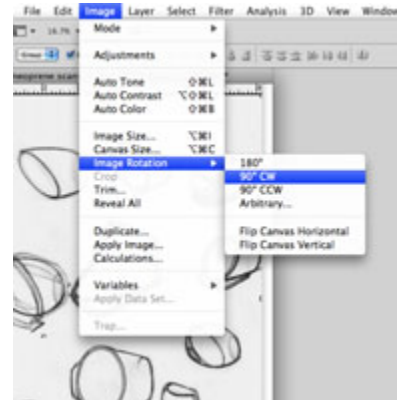 File Edit Image Layer Select Filter Analysis 3D View Window
Mode
Adjustments
Auto Tone ⇧⌘L
Auto Contrast ⌥⇧⌘L
Auto Color ⇧⌘B
Image Size... ⌥⌘I
Canvas Size... ⌥⌘C
Image Rotation
180°
90° CW
90° CCW
Arbitrary...
Flip Canvas Horizontal
Flip Canvas Vertical
Crop
Trim...
Reveal All
Duplicate...
Apply Image...
Calculations...
Variables
Apply Data Set...
Trap...